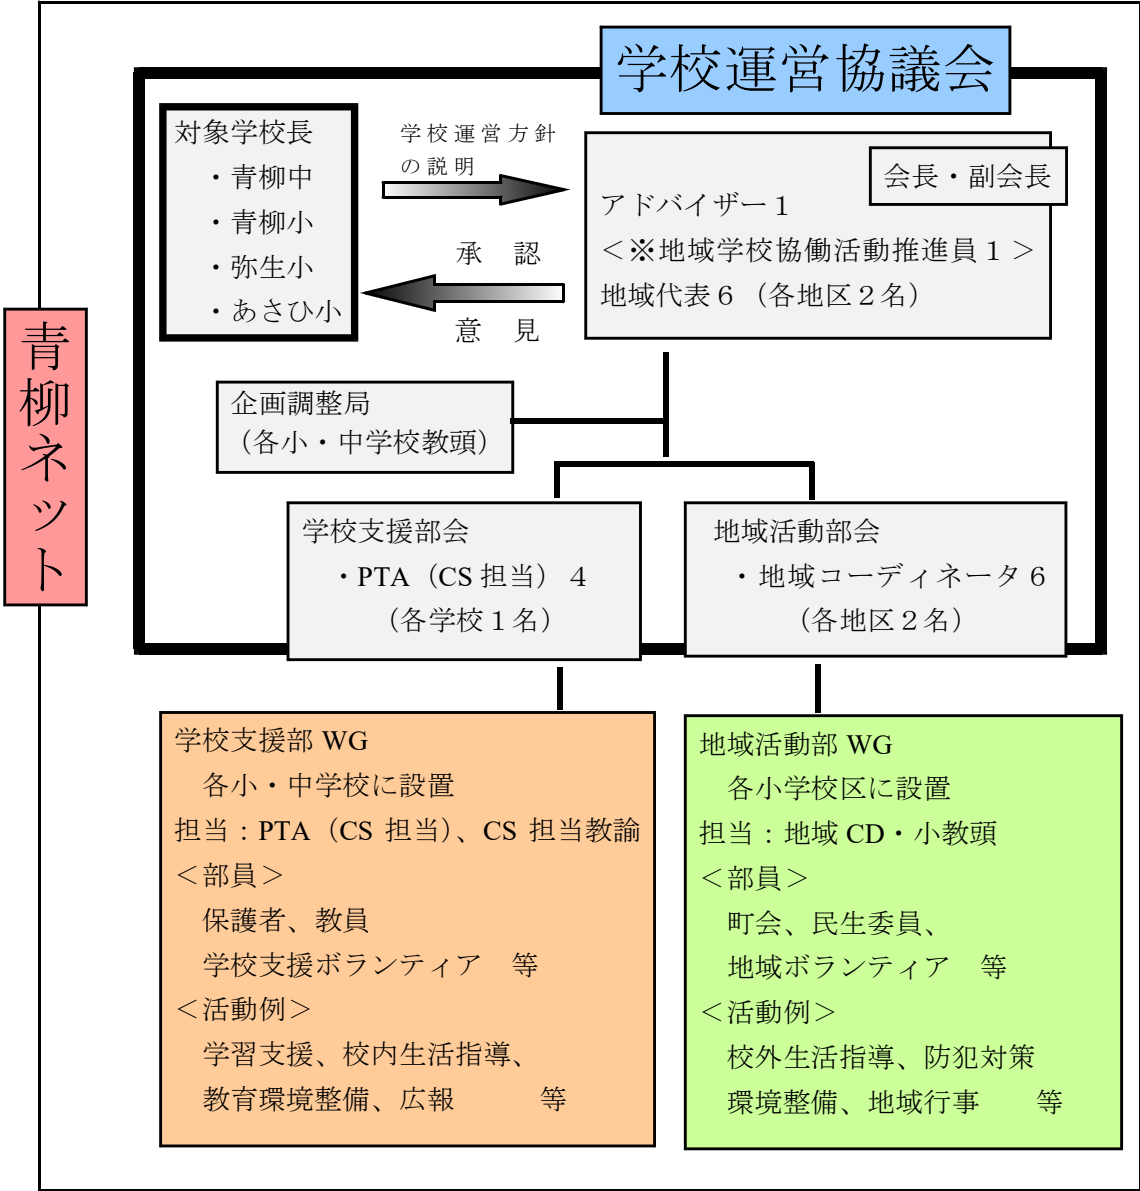 学校運営協議会
対象学校長
・青柳中
・青柳小
・弥生小
・あさひ小
学校運営方針
の説明
承 認
意 見
会長・副会長
アドバイザー１
＜※地域学校協働活動推進員１＞
地域代表６（各地区２名）
青柳ネット
企画調整局
（各小・中学校教頭）
学校支援部会
・PTA（CS 担当）４
（各学校１名）
地域活動部会
・地域コーディネータ６
（各地区２名）
学校支援部 WG
各小・中学校に設置
担当：PTA（CS 担当）、CS 担当教諭
＜部員＞
保護者、教員
学校支援ボランティア 等
＜活動例＞
学習支援、校内生活指導、
教育環境整備、広報 等
地域活動部 WG
各小学校区に設置
担当：地域 CD・小教頭
＜部員＞
町会、民生委員、
地域ボランティア 等
＜活動例＞
校外生活指導、防犯対策
環境整備、地域行事 等